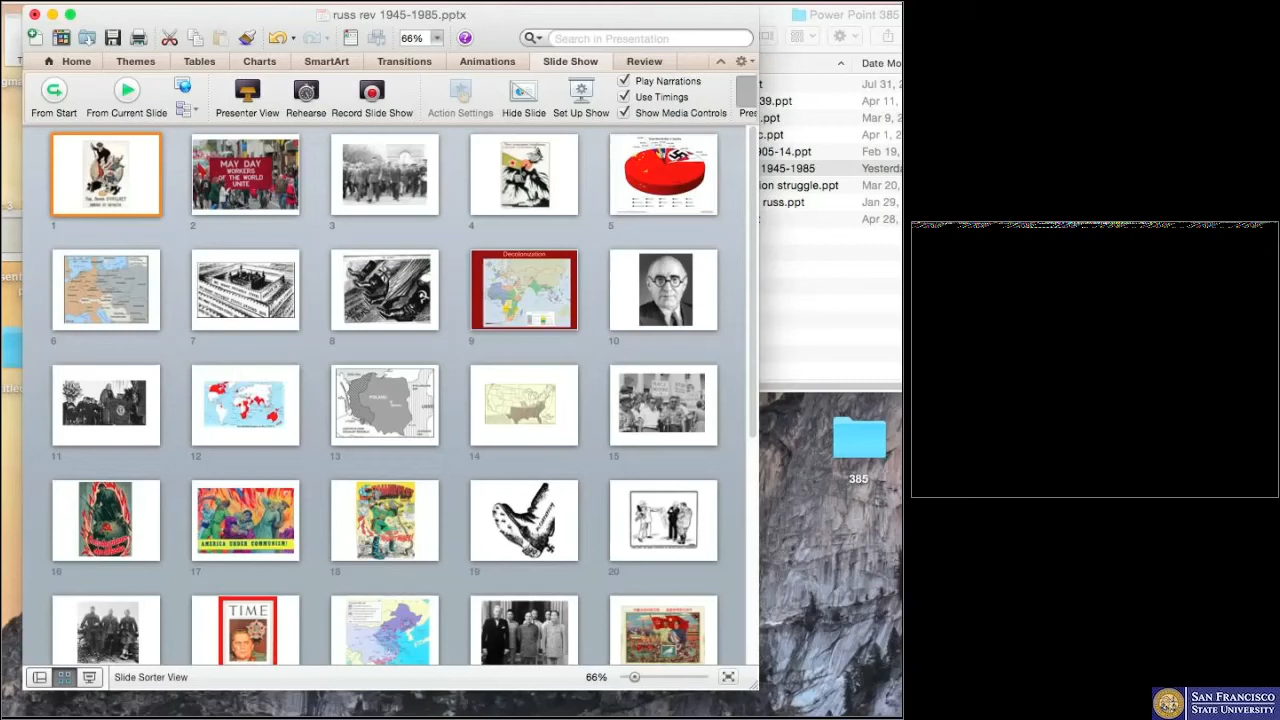 russ rev 1945-1985.pptx
Power Point 385
66%
Search in Presentation
Home
Themes
Tables
Charts
SmartArt
Transitions
Animations
Slide Show
Review
Date Mo
From Start
From Current Slide
Presenter View
Rehearse
Record Slide Show
Action Settings
Hide Slide
Set Up Show
Play Narrations
Use Timings
Show Media Controls
Pres
Jul 31, 2
39.ppt
Apr 11,
.ppt
Mar 9,
c.ppt
Apr 1,
905-14.ppt
Feb 19,
1945-1985
Yesterda
ion struggle.ppt
Mar 20,
russ.ppt
Jan 29,
Apr 28,
MAY DAY
WORKERS
OF THE WORLD
UNITE
1
2
3
4
5
Decolonization
6
7
8
9
10
POLAND
11
12
13
14
15
AMERICA UNDER COMMUNISM!
16
17
18
19
20
TIME
385
Slide Sorter View
66%
SAN FRANCISCO
STATE UNIVERSITY